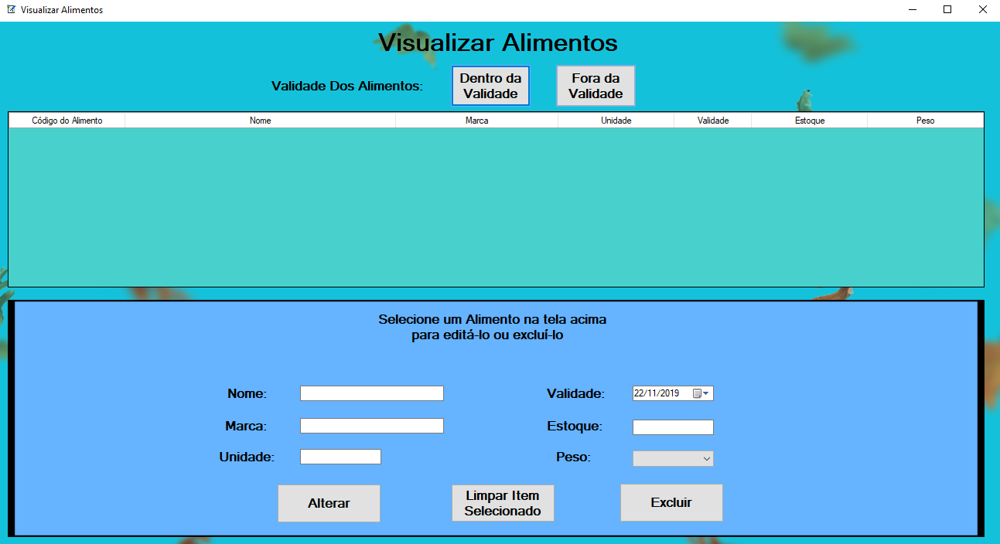 Visualizar Alimentos
Visualizar Alimentos
Validade Dos Alimentos:
Dentro da
Validade
Fora da
Validade
Código do Alimento
Nome
Marca
Unidade
Validade
Estoque
Peso
Selecione um Alimento na tela acima
para editá-lo ou excluí-lo
Nome:
Validade:
22/11/2019
Marca:
Estoque:
Unidade:
Peso:
Alterar
Limpar Item
Selecionado
Excluir